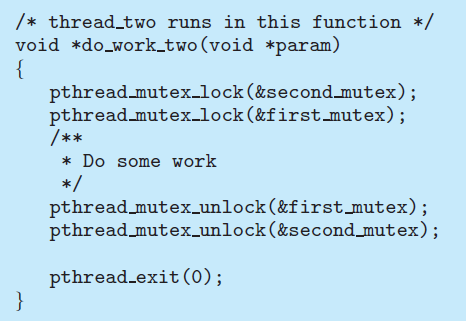 /* thread_two runs in this function */
void *do_work_two(void *param)
{
pthread_mutex_lock(&second_mutex);
pthread_mutex_lock(&first_mutex);
/**
* Do some work
*/
pthread_mutex_unlock(&first_mutex);
pthread_mutex_unlock(&second_mutex);
pthread_exit(0);
}